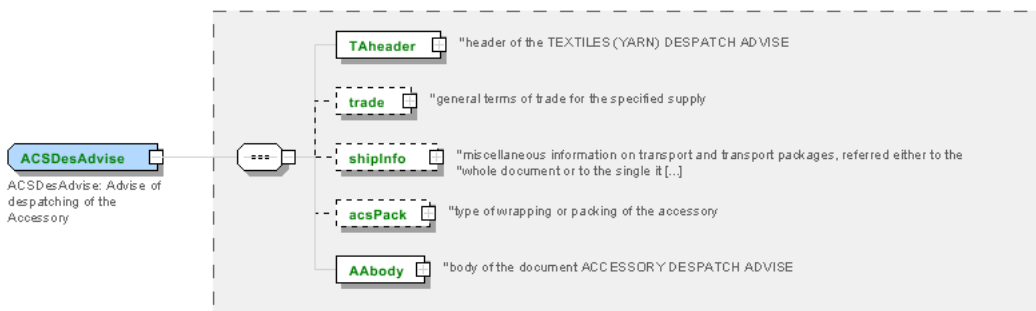 TAheader
"header of the TEXTILES (YARN) DESPATCH ADVISE
trade
"general terms of trade for the specified supply
ACSDesAdvise
ACSDesAdvise: Advise of
despatching of the
Accessory
shipInfo
"miscellaneous information on transport and transport packages, referred either to the
"whole document or to the single it [...]
acsPack
"type of wrapping or packing of the accessory
AAbody
"body of the document ACCESSORY DESPATCH ADVISE